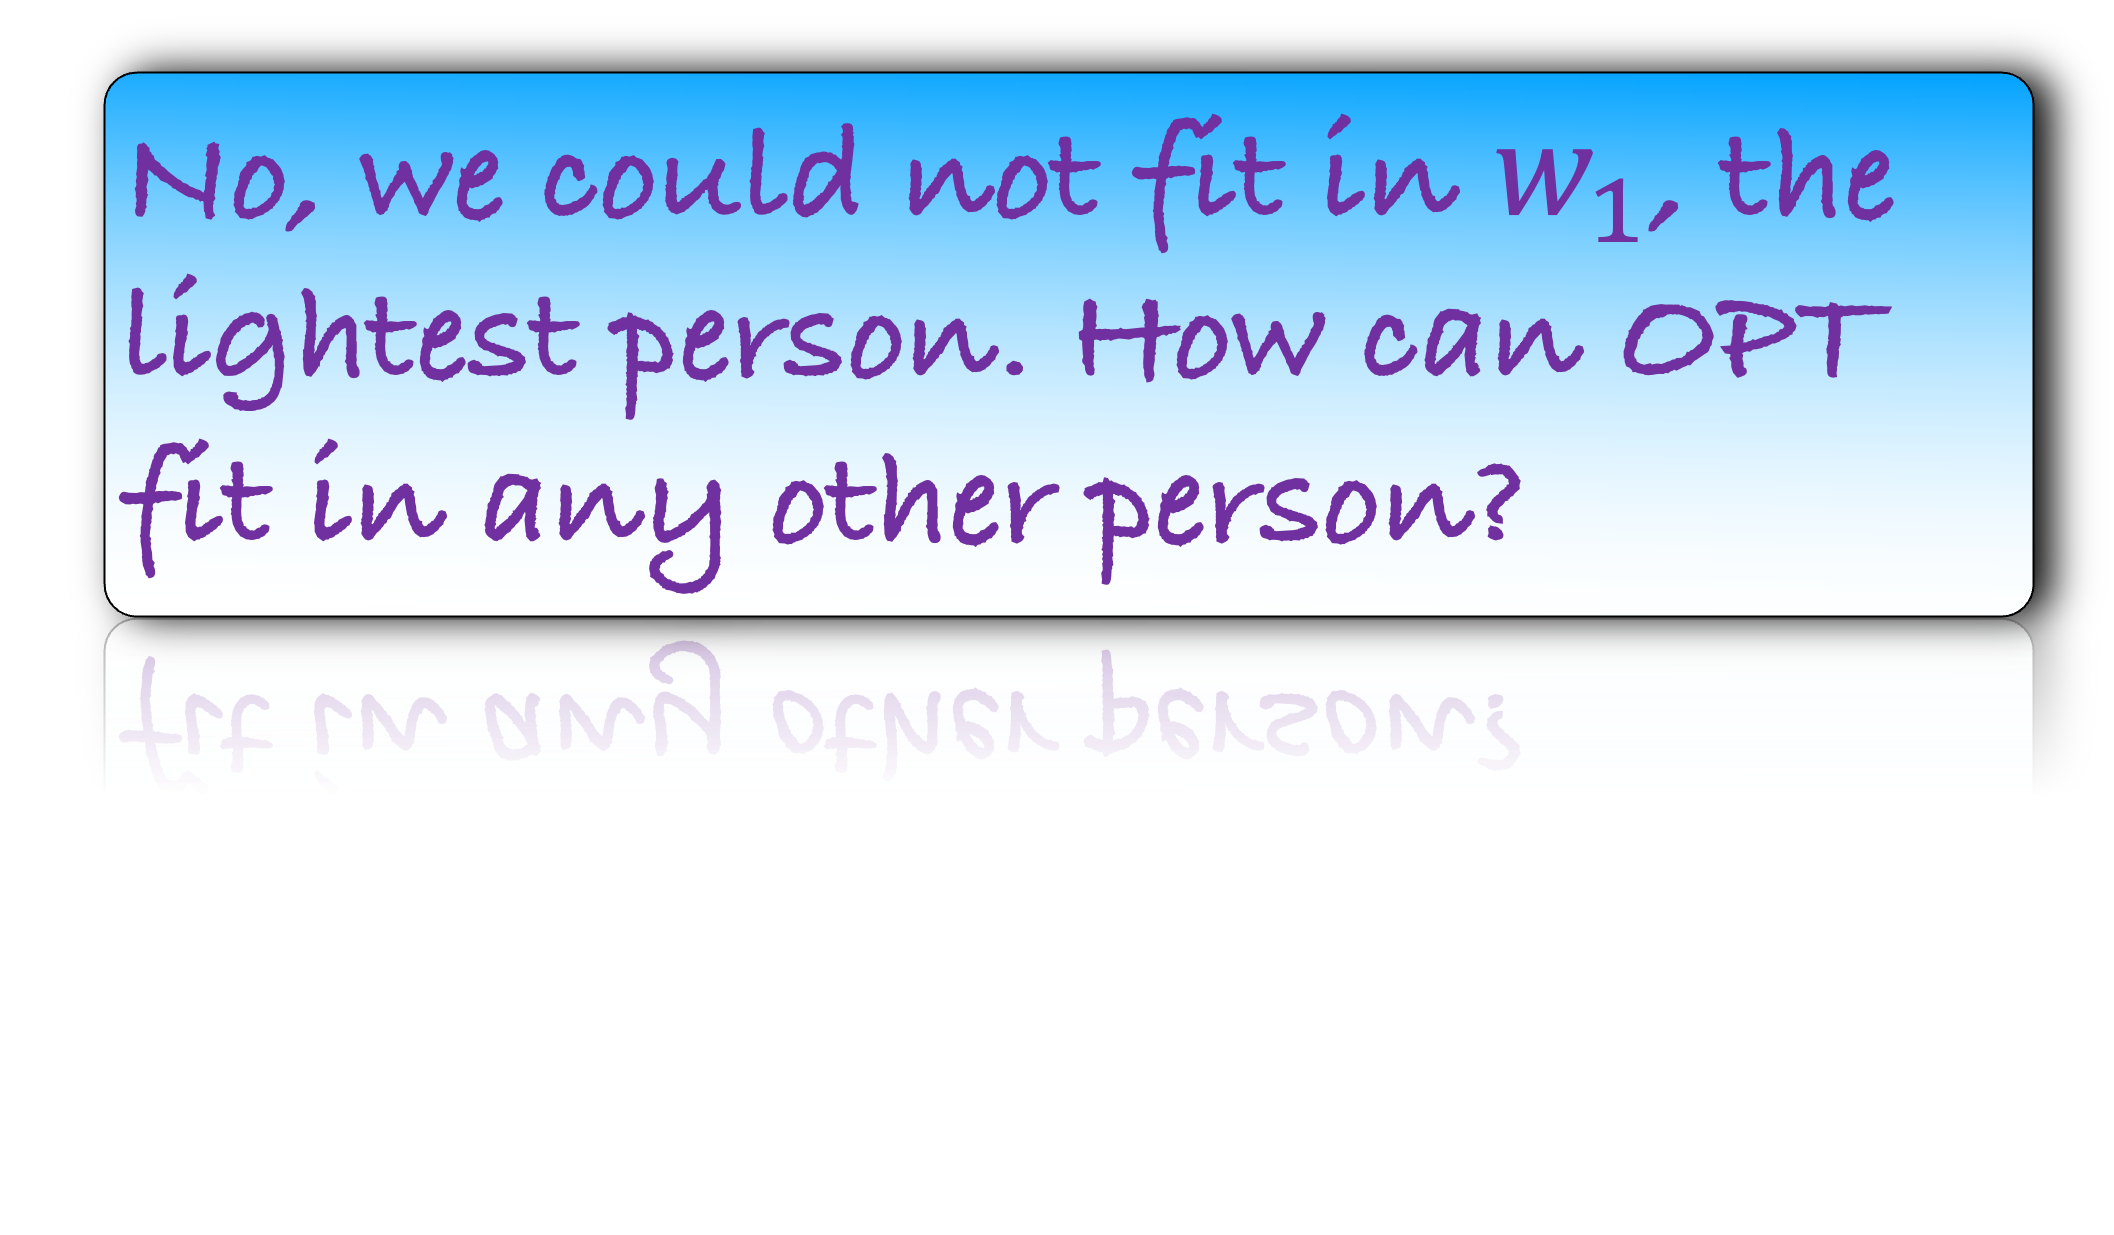 No, we could not fit in w₁, the
lightest person. How can OPT
fit in any other person?